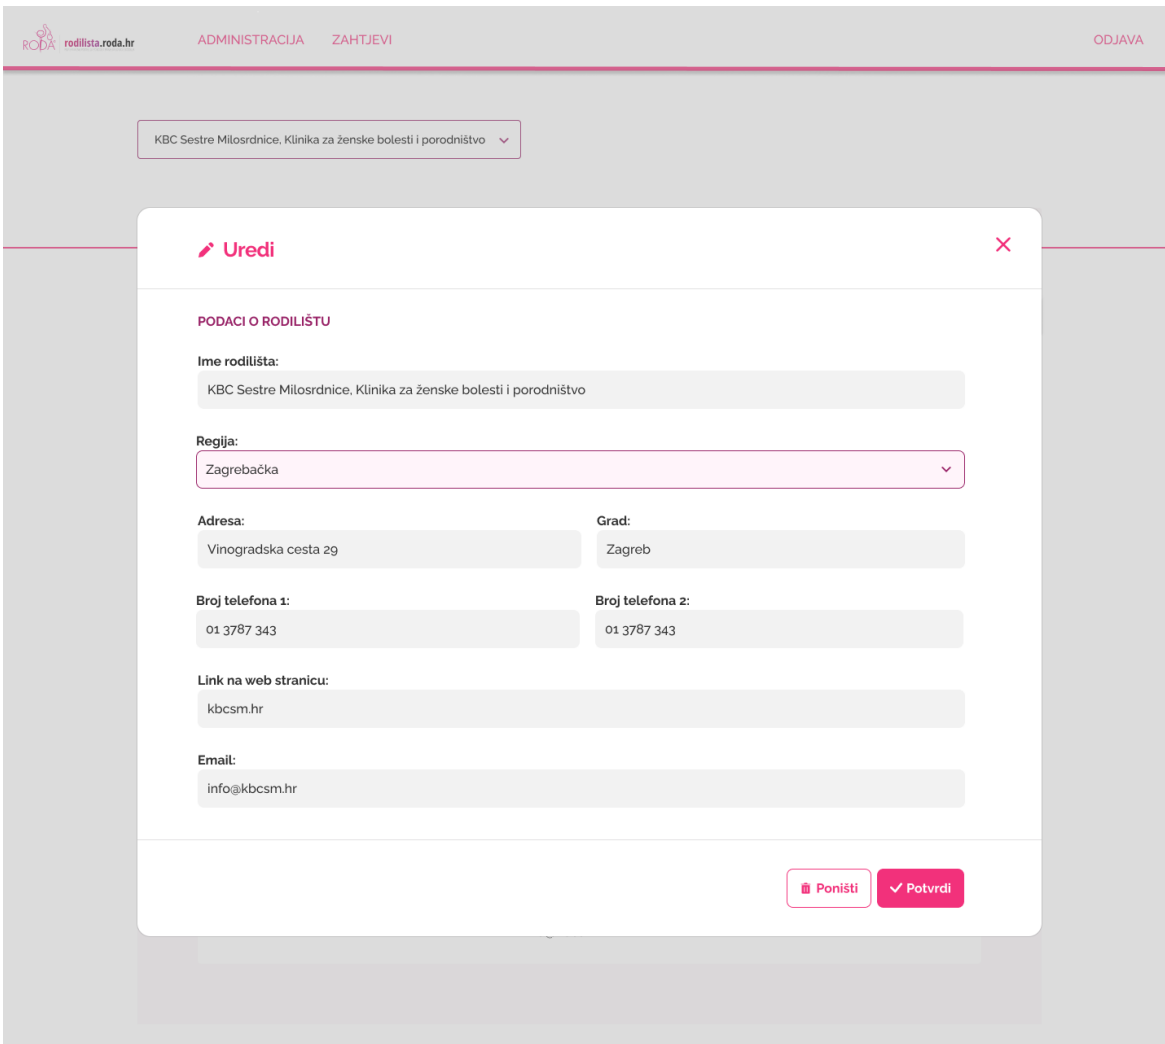 RODA rodilista.roda.hr ADMINISTRACIJA ZAHTJEVI ODJAVA
KBC Sestre Milosrdnice, Klinika za ženske bolesti i porodništvo
Uredi
PODACI O RODILIŠTU
Ime rodilišta:
KBC Sestre Milosrdnice, Klinika za ženske bolesti i porodništvo
Regija:
Zagrebačka
Adresa: Grad:
Vinogradska cesta 29 Zagreb
Broj telefona 1: Broj telefona 2:
01 3787 343 01 3787 343
Link na web stranicu:
kbcsm.hr
Email:
info@kbcsm.hr
Poništi Potvrdi